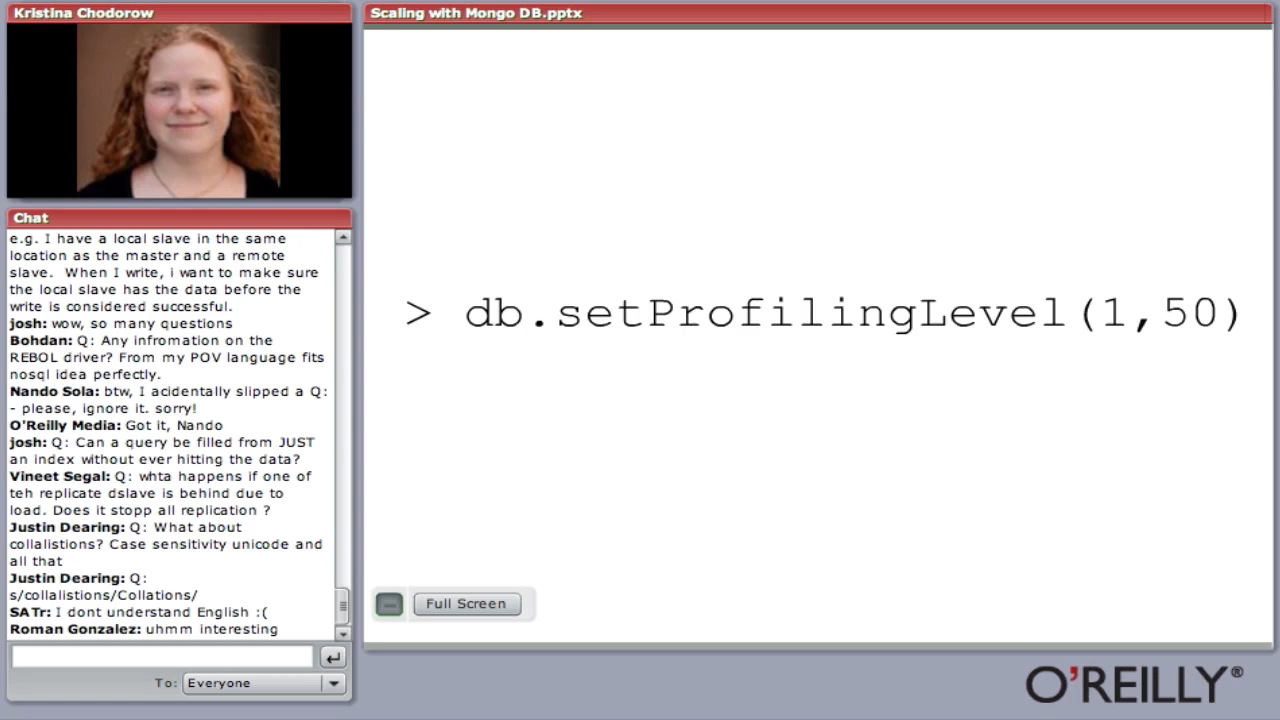 Kristina Chodorow
Scaling with Mongo DB.pptx
Chat
e.g. I have a local slave in the same
location as the master and a remote
slave.  When I write, i want to make sure
the local slave has the data before the
write is considered successful.
josh: wow, so many questions
Bohdan: Q: Any infromation on the
REBOL driver? From my POV language fits
nosql idea perfectly.
Nando Sola: btw, I acidentally slipped a Q:
- please, ignore it. sorry!
O'Reilly Media: Got it, Nando
josh: Q: Can a query be filled from JUST
an index without ever hitting the data?
Vineet Segal: Q: whta happens if one of
teh replicate dslave is behind due to
load. Does it stopp all replication ?
Justin Dearing: Q: What about
collalistions? Case sensitivity unicode and
all that
Justin Dearing: Q:
s/collalistions/Collations/
SATr: I dont understand English :(
Roman Gonzalez: uhmm interesting
To: Everyone
> db.setProfilingLevel(1,50)
Full Screen
O'REILLY®